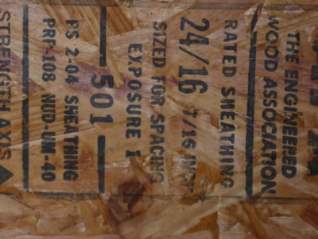 THE ENGINEERED
WOOD ASSOCIATION
RATED SHEATHING
24/16 7/16 INCH
SIZED FOR SPACING
EXPOSURE 1
501
PS 2-04 SHEATHING
PRP-108 HUD-UM-40
STRENGTH AXIS